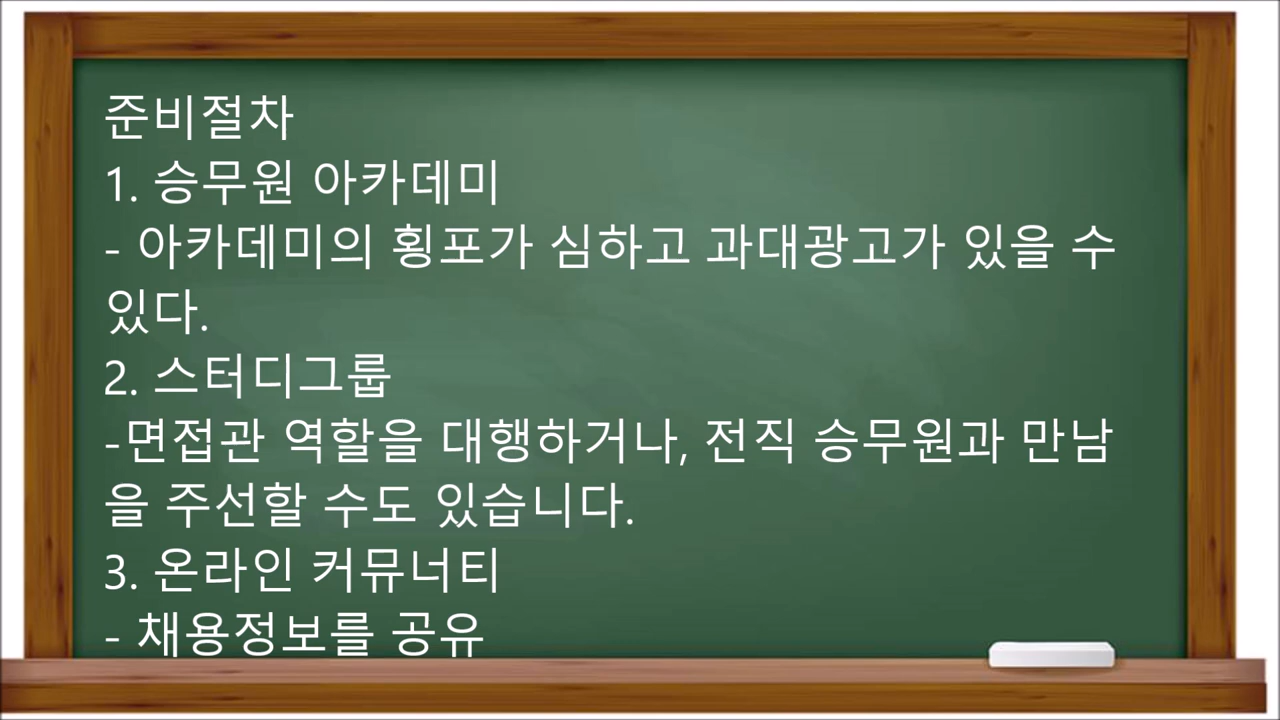 준비절차
1. 승무원 아카데미
- 아카데미의 횡포가 심하고 과대광고가 있을 수
있다.
2. 스터디그룹
-면접관 역할을 대행하거나, 전직 승무원과 만남
을 주선할 수도 있습니다.
3. 온라인 커뮤너티
- 채용정보를 공유